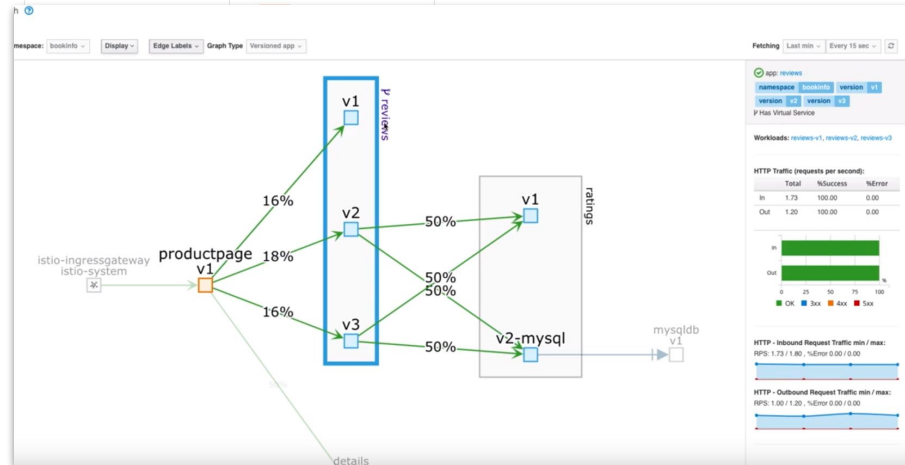 h
mespace: bookinfo Display Edge Labels Graph Type Versioned app Fetching Last min Every 15 sec
v1
reviews
16%
v2
50%
v1
ratings
istio-ingressgateway
istio-system
productpage
v1
18%
50%
50%
16%
v3
50%
v2-mysql
mysqldb
v1
details
app: reviews
namespace bookinfo version v1
version v2 version v3
Has Virtual Service
Workloads: reviews-v1, reviews-v2, reviews-v3
HTTP Traffic (requests per second):
Total %Success %Error
In 1.73 100.00 0.00
Out 1.20 100.00 0.00
In
Out
%
0 25 50 75 100
OK 3xx 4xx 5xx
HTTP - Inbound Request Traffic min / max:
RPS: 1.73 / 1.80 , %Error 0.00 / 0.00
HTTP - Outbound Request Traffic min / max:
RPS: 1.00 / 1.20 , %Error 0.00 / 0.00